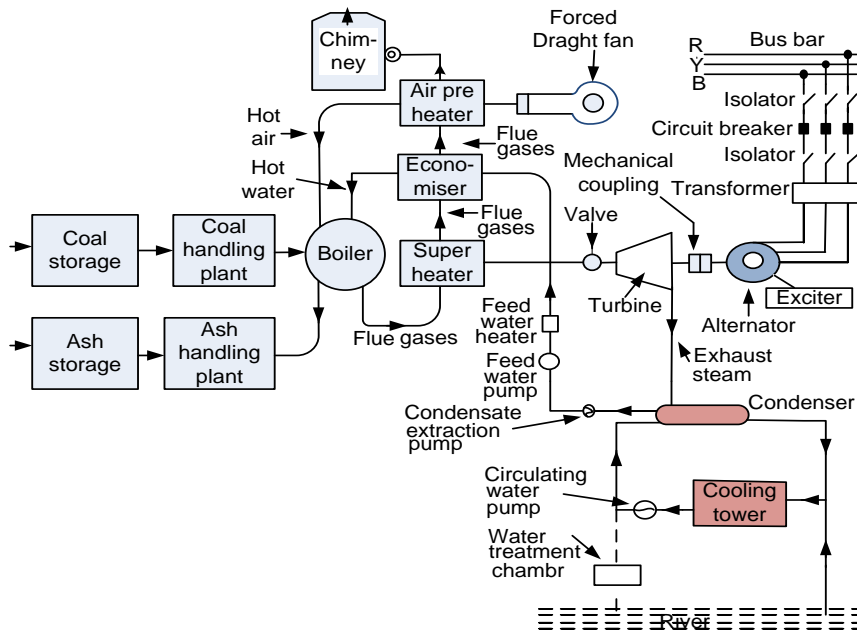 Chim-
ney
Forced
Draght fan
R
Y
B
Bus bar
Air pre
heater
Isolator
Hot
air
Flue
gases
Circuit breaker
Hot
water
Econo-
miser
Mechanical
coupling
Isolator
Transformer
Coal
storage
Coal
handling
plant
Boiler
Flue
gases
Super
heater
Valve
Turbine
Exciter
Alternator
Ash
storage
Ash
handling
plant
Flue gases
Feed
water
heater
Feed
water
pump
Exhaust
steam
Condensate
extraction
pump
Condenser
Circulating
water
pump
Cooling
tower
Water
treatment
chambr
River